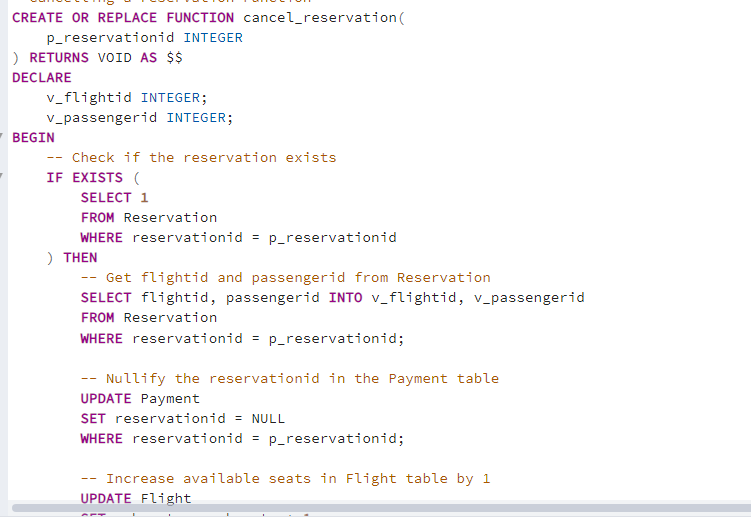 CREATE OR REPLACE FUNCTION cancel_reservation(
    p_reservationid INTEGER
) RETURNS VOID AS $$
DECLARE
    v_flightid INTEGER;
    v_passengerid INTEGER;
BEGIN
    -- Check if the reservation exists
    IF EXISTS (
        SELECT 1
        FROM Reservation
        WHERE reservationid = p_reservationid
    ) THEN
        -- Get flightid and passengerid from Reservation
        SELECT flightid, passengerid INTO v_flightid, v_passengerid
        FROM Reservation
        WHERE reservationid = p_reservationid;

        -- Nullify the reservationid in the Payment table
        UPDATE Payment
        SET reservationid = NULL
        WHERE reservationid = p_reservationid;

        -- Increase available seats in Flight table by 1
        UPDATE Flight